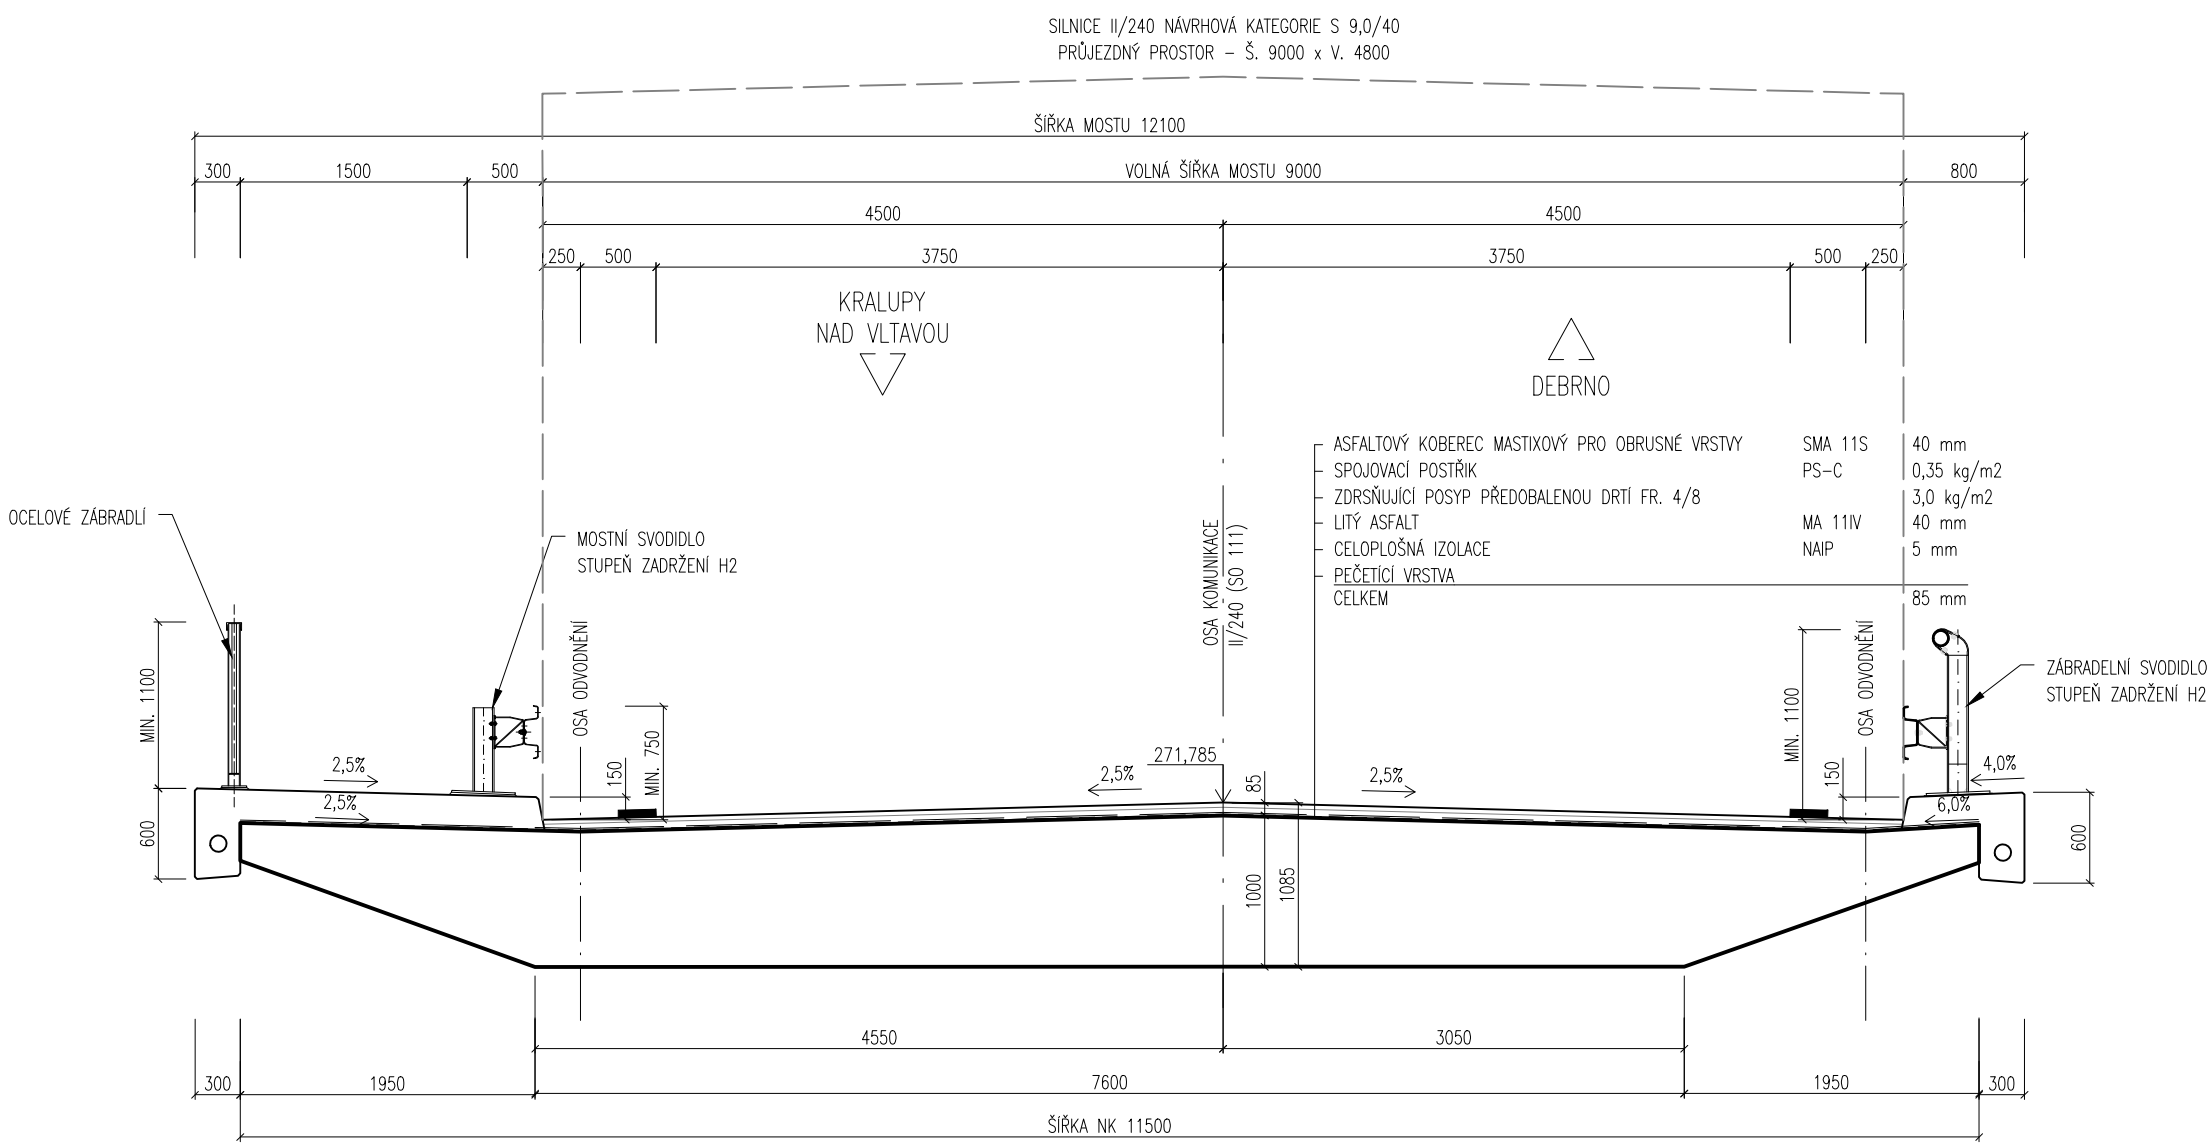 SILNICE II/240 NÁVRHOVÁ KATEGORIE S 9,0/40
PRŮJEZDNÝ PROSTOR - Š. 9000 x V. 4800
ŠÍŘKA MOSTU 12100
300 1500 500 VOLNÁ ŠÍŘKA MOSTU 9000 800
4500 4500
250 500 3750 3750 500 250
KRALUPY
NAD VLTAVOU
DEBRNO
ASFALTOVÝ KOBEREC MASTIXOVÝ PRO OBRUSNÉ VRSTVY SMA 11S 40 mm
SPOJOVACÍ POSTŘIK PS-C 0,35 kg/m2
ZDRSŇUJÍCÍ POSYP PŘEDOBALENOU DRTÍ FR. 4/8 3,0 kg/m2
LITÝ ASFALT MA 11IV 40 mm
CELOPLOŠNÁ IZOLACE NAIP 5 mm
PEČETÍCÍ VRSTVA
CELKEM 85 mm
OCELOVÉ ZÁBRADLÍ
MOSTNÍ SVODIDLO
STUPEŇ ZADRŽENÍ H2
OSA KOMUNIKACE
II/240 (SO 111)
OSA ODVODNĚNÍ
OSA ODVODNĚNÍ
ZÁBRADELNÍ SVODIDLO
STUPEŇ ZADRŽENÍ H2
MIN. 1100
600
2,5%
2,5%
150
MIN. 750
271,785
2,5%
85
2,5%
1000
1085
MIN. 1100
150
4,0%
6,0%
600
4550 3050
300 1950 7600 1950 300
ŠÍŘKA NK 11500